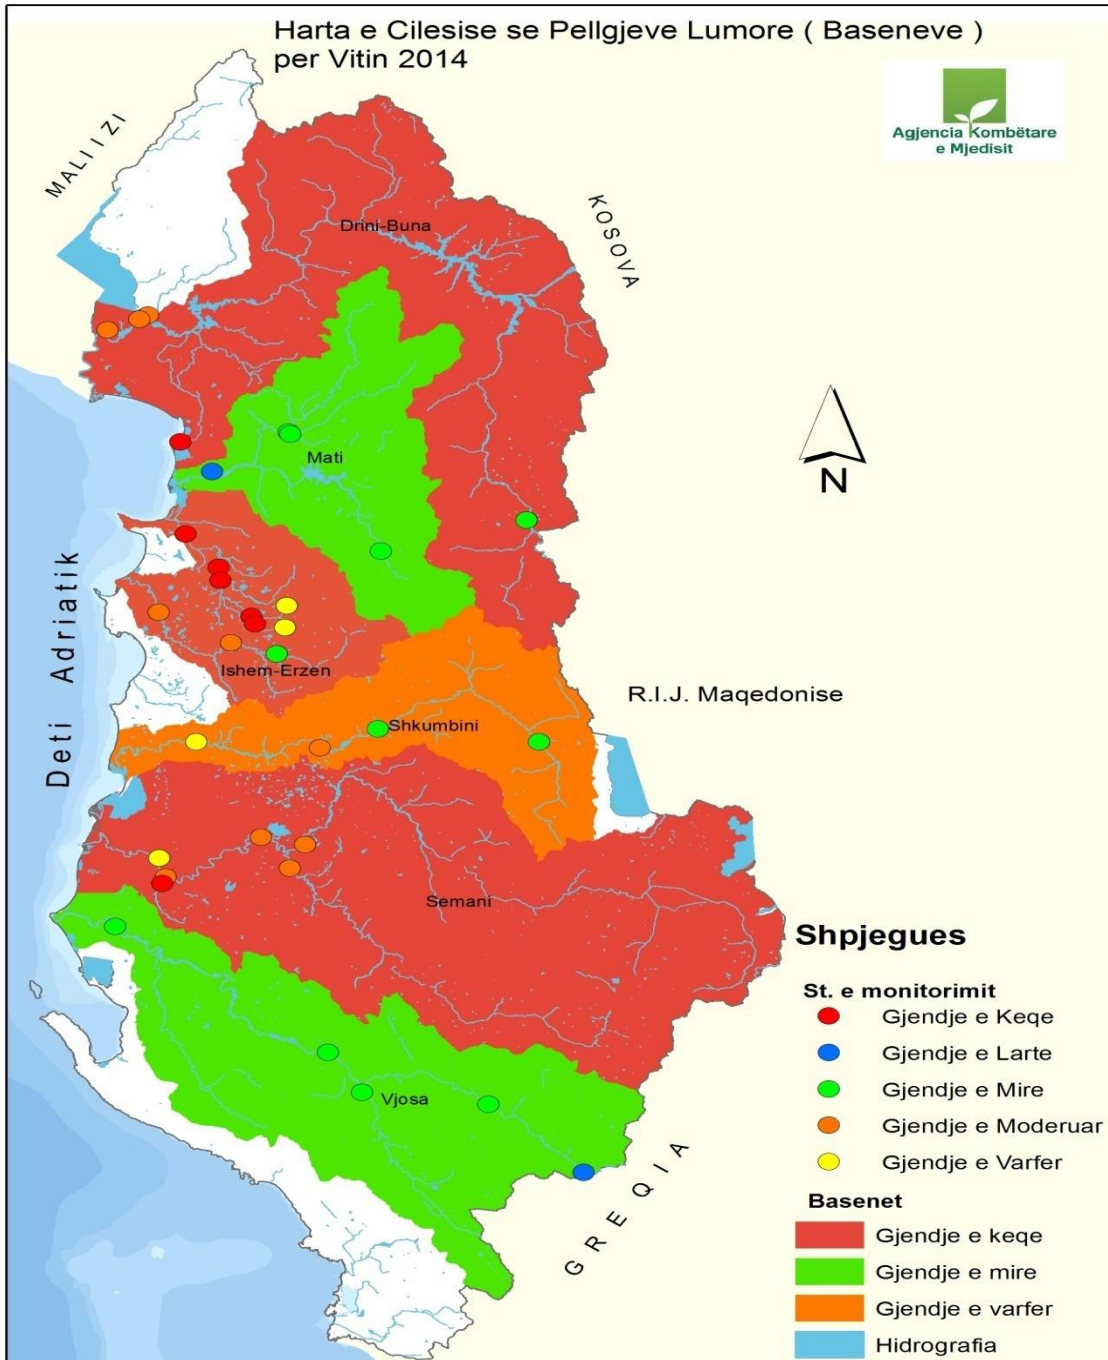 Harta e Cilesise se Pellgjeve Lumore ( Baseneve )
per Vitin 2014
Agjencia Kombëtare
e Mjedisit
MALI I ZI
KOSOVA
Drini-Buna
Mati
N
Deti Adriatik
Ishem-Erzen
R.I.J. Maqedonise
Shkumbini
Semani
Vjosa
GREQIA
Shpjegues
St. e monitorimit
Gjendje e Keqe
Gjendje e Larte
Gjendje e Mire
Gjendje e Moderuar
Gjendje e Varfer
Basenet
Gjendje e keqe
Gjendje e mire
Gjendje e varfer
Hidrografia